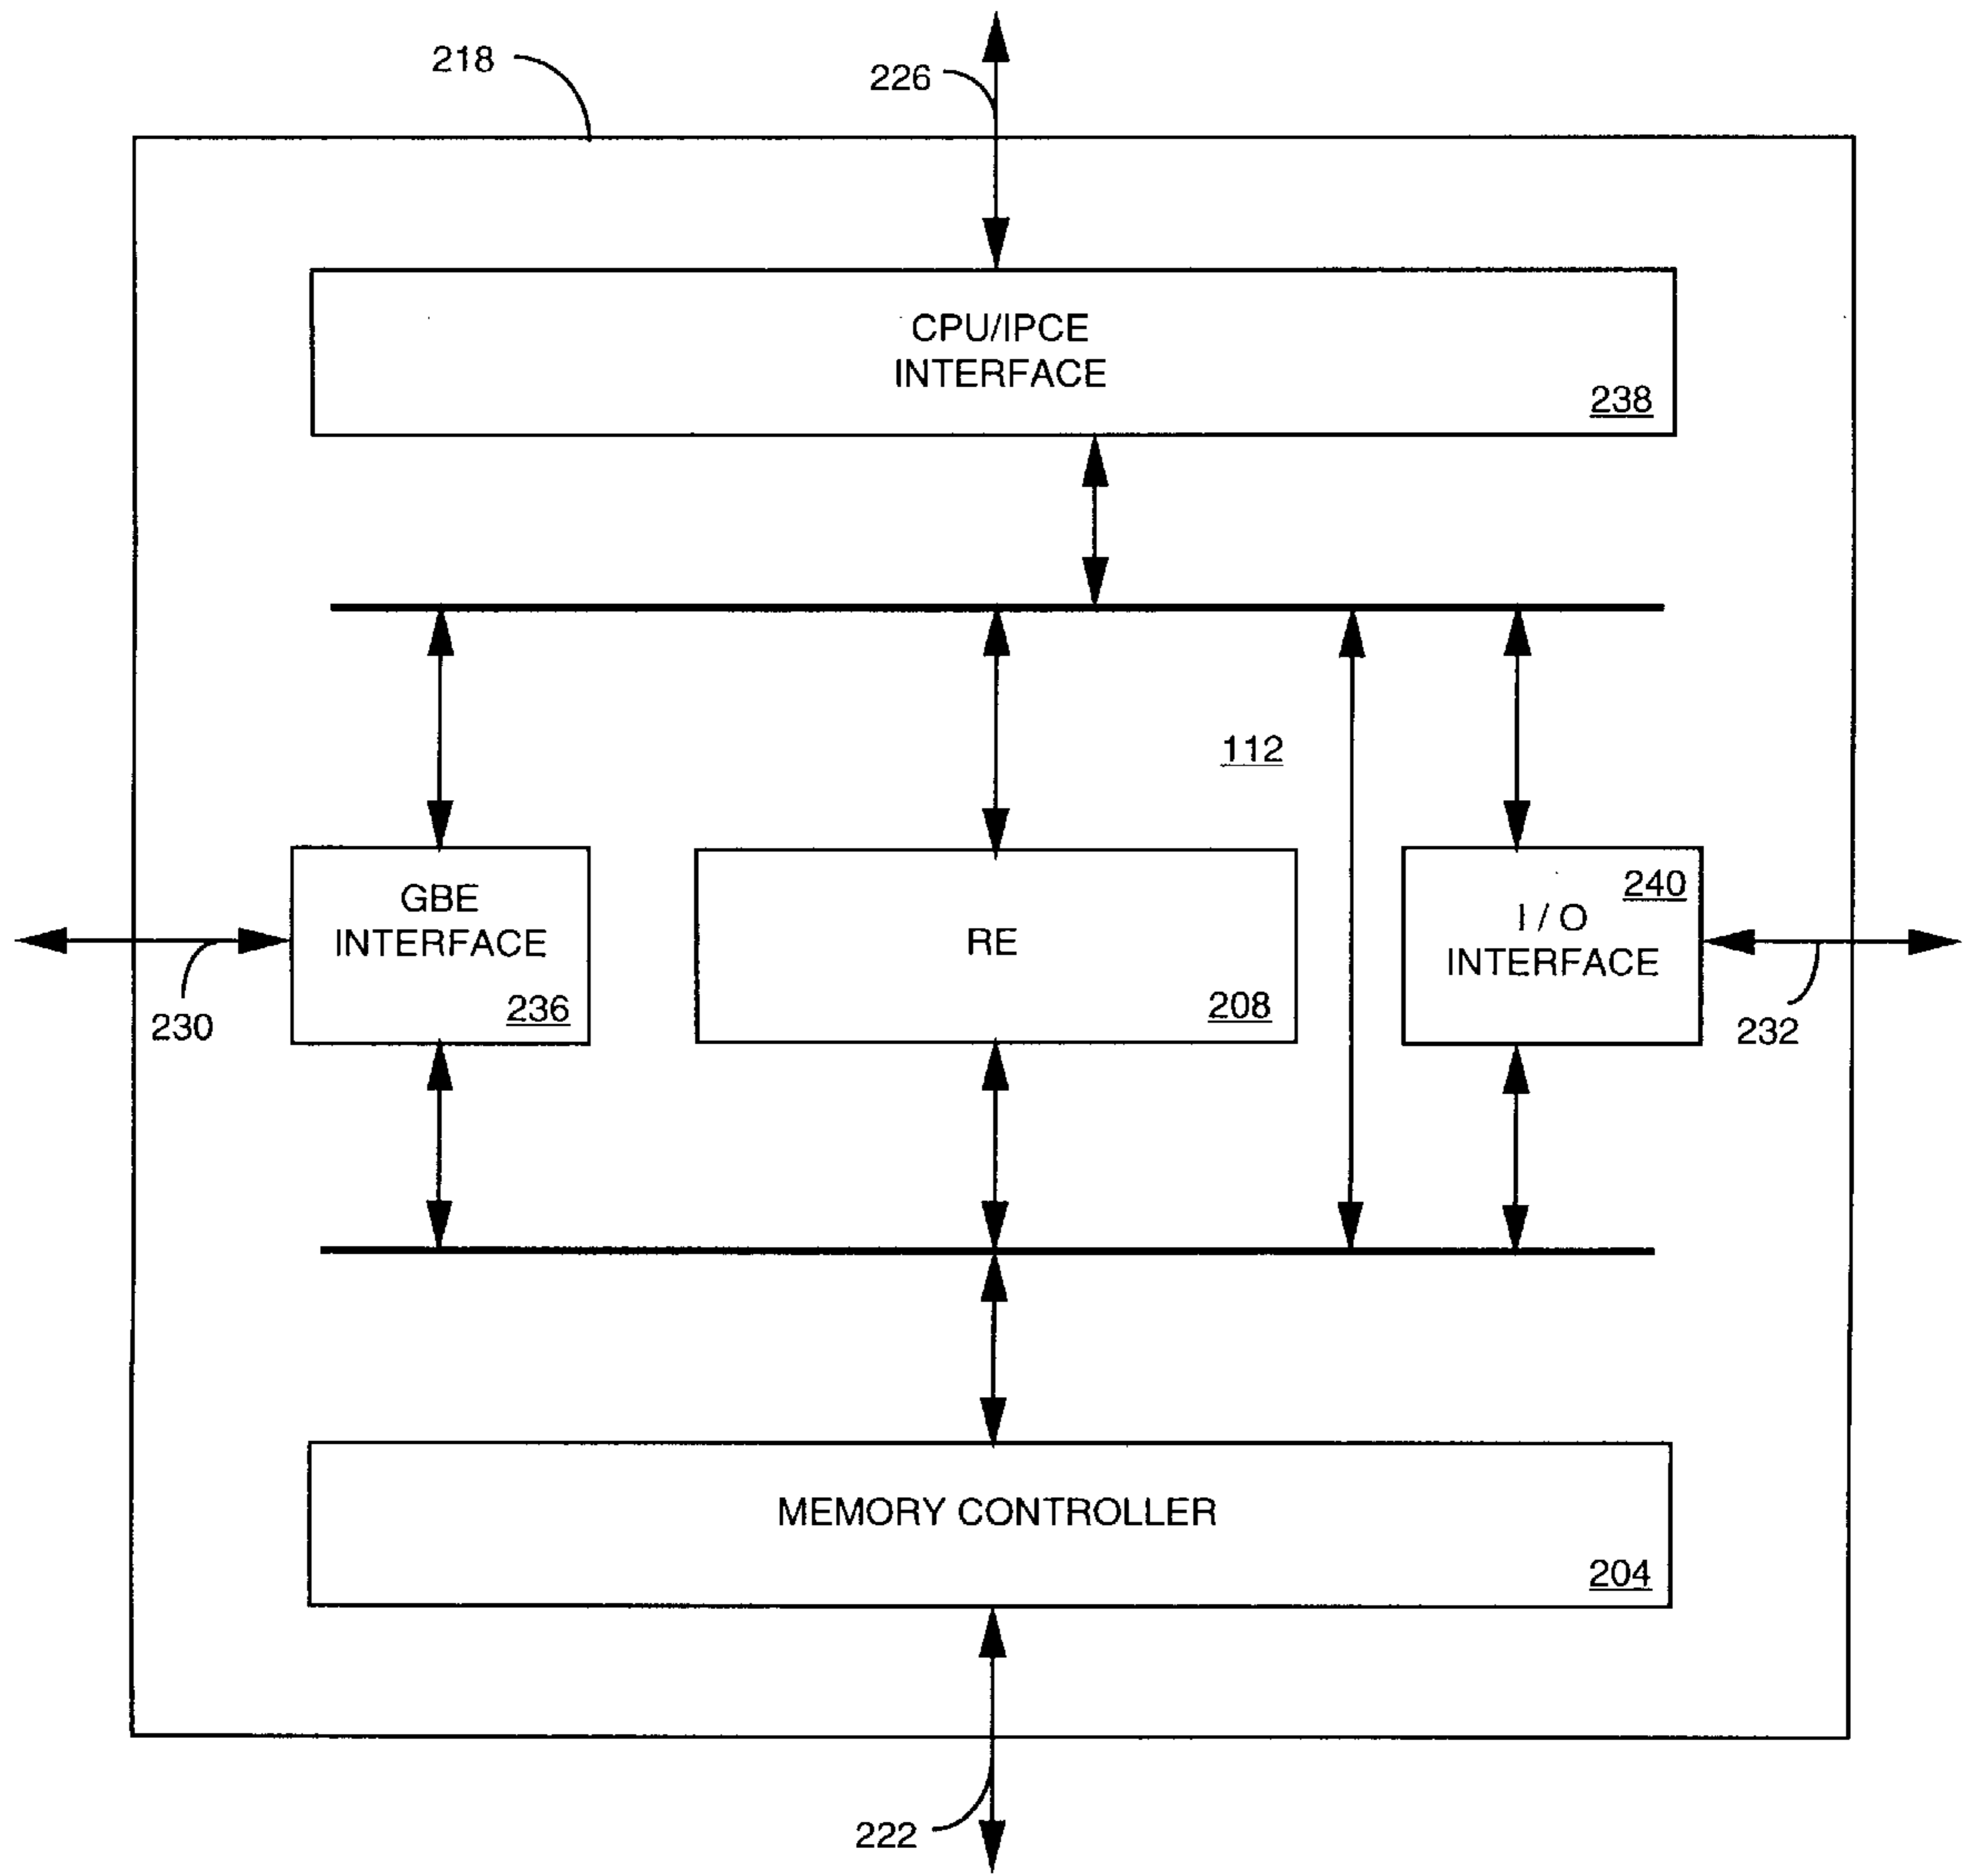 218
226
CPU/IPCE
INTERFACE
238
112
GBE
INTERFACE
236
RE
208
240
I / O
INTERFACE
230
232
MEMORY CONTROLLER
204
222